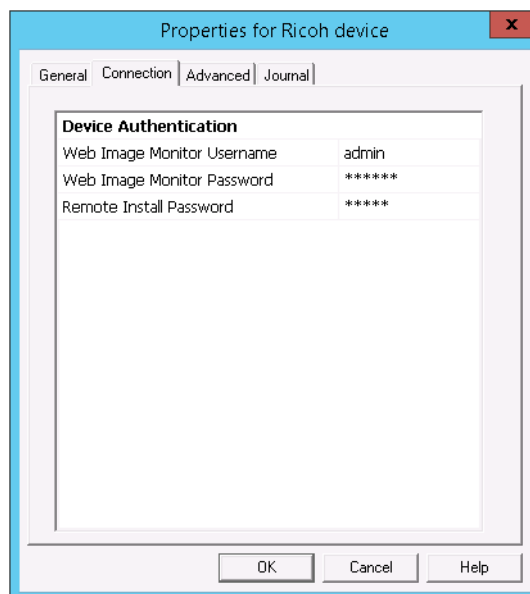 Properties for Ricoh device
x
General Connection Advanced Journal
Device Authentication
Web Image Monitor Username admin
Web Image Monitor Password ******
Remote Install Password *****
OK Cancel Help